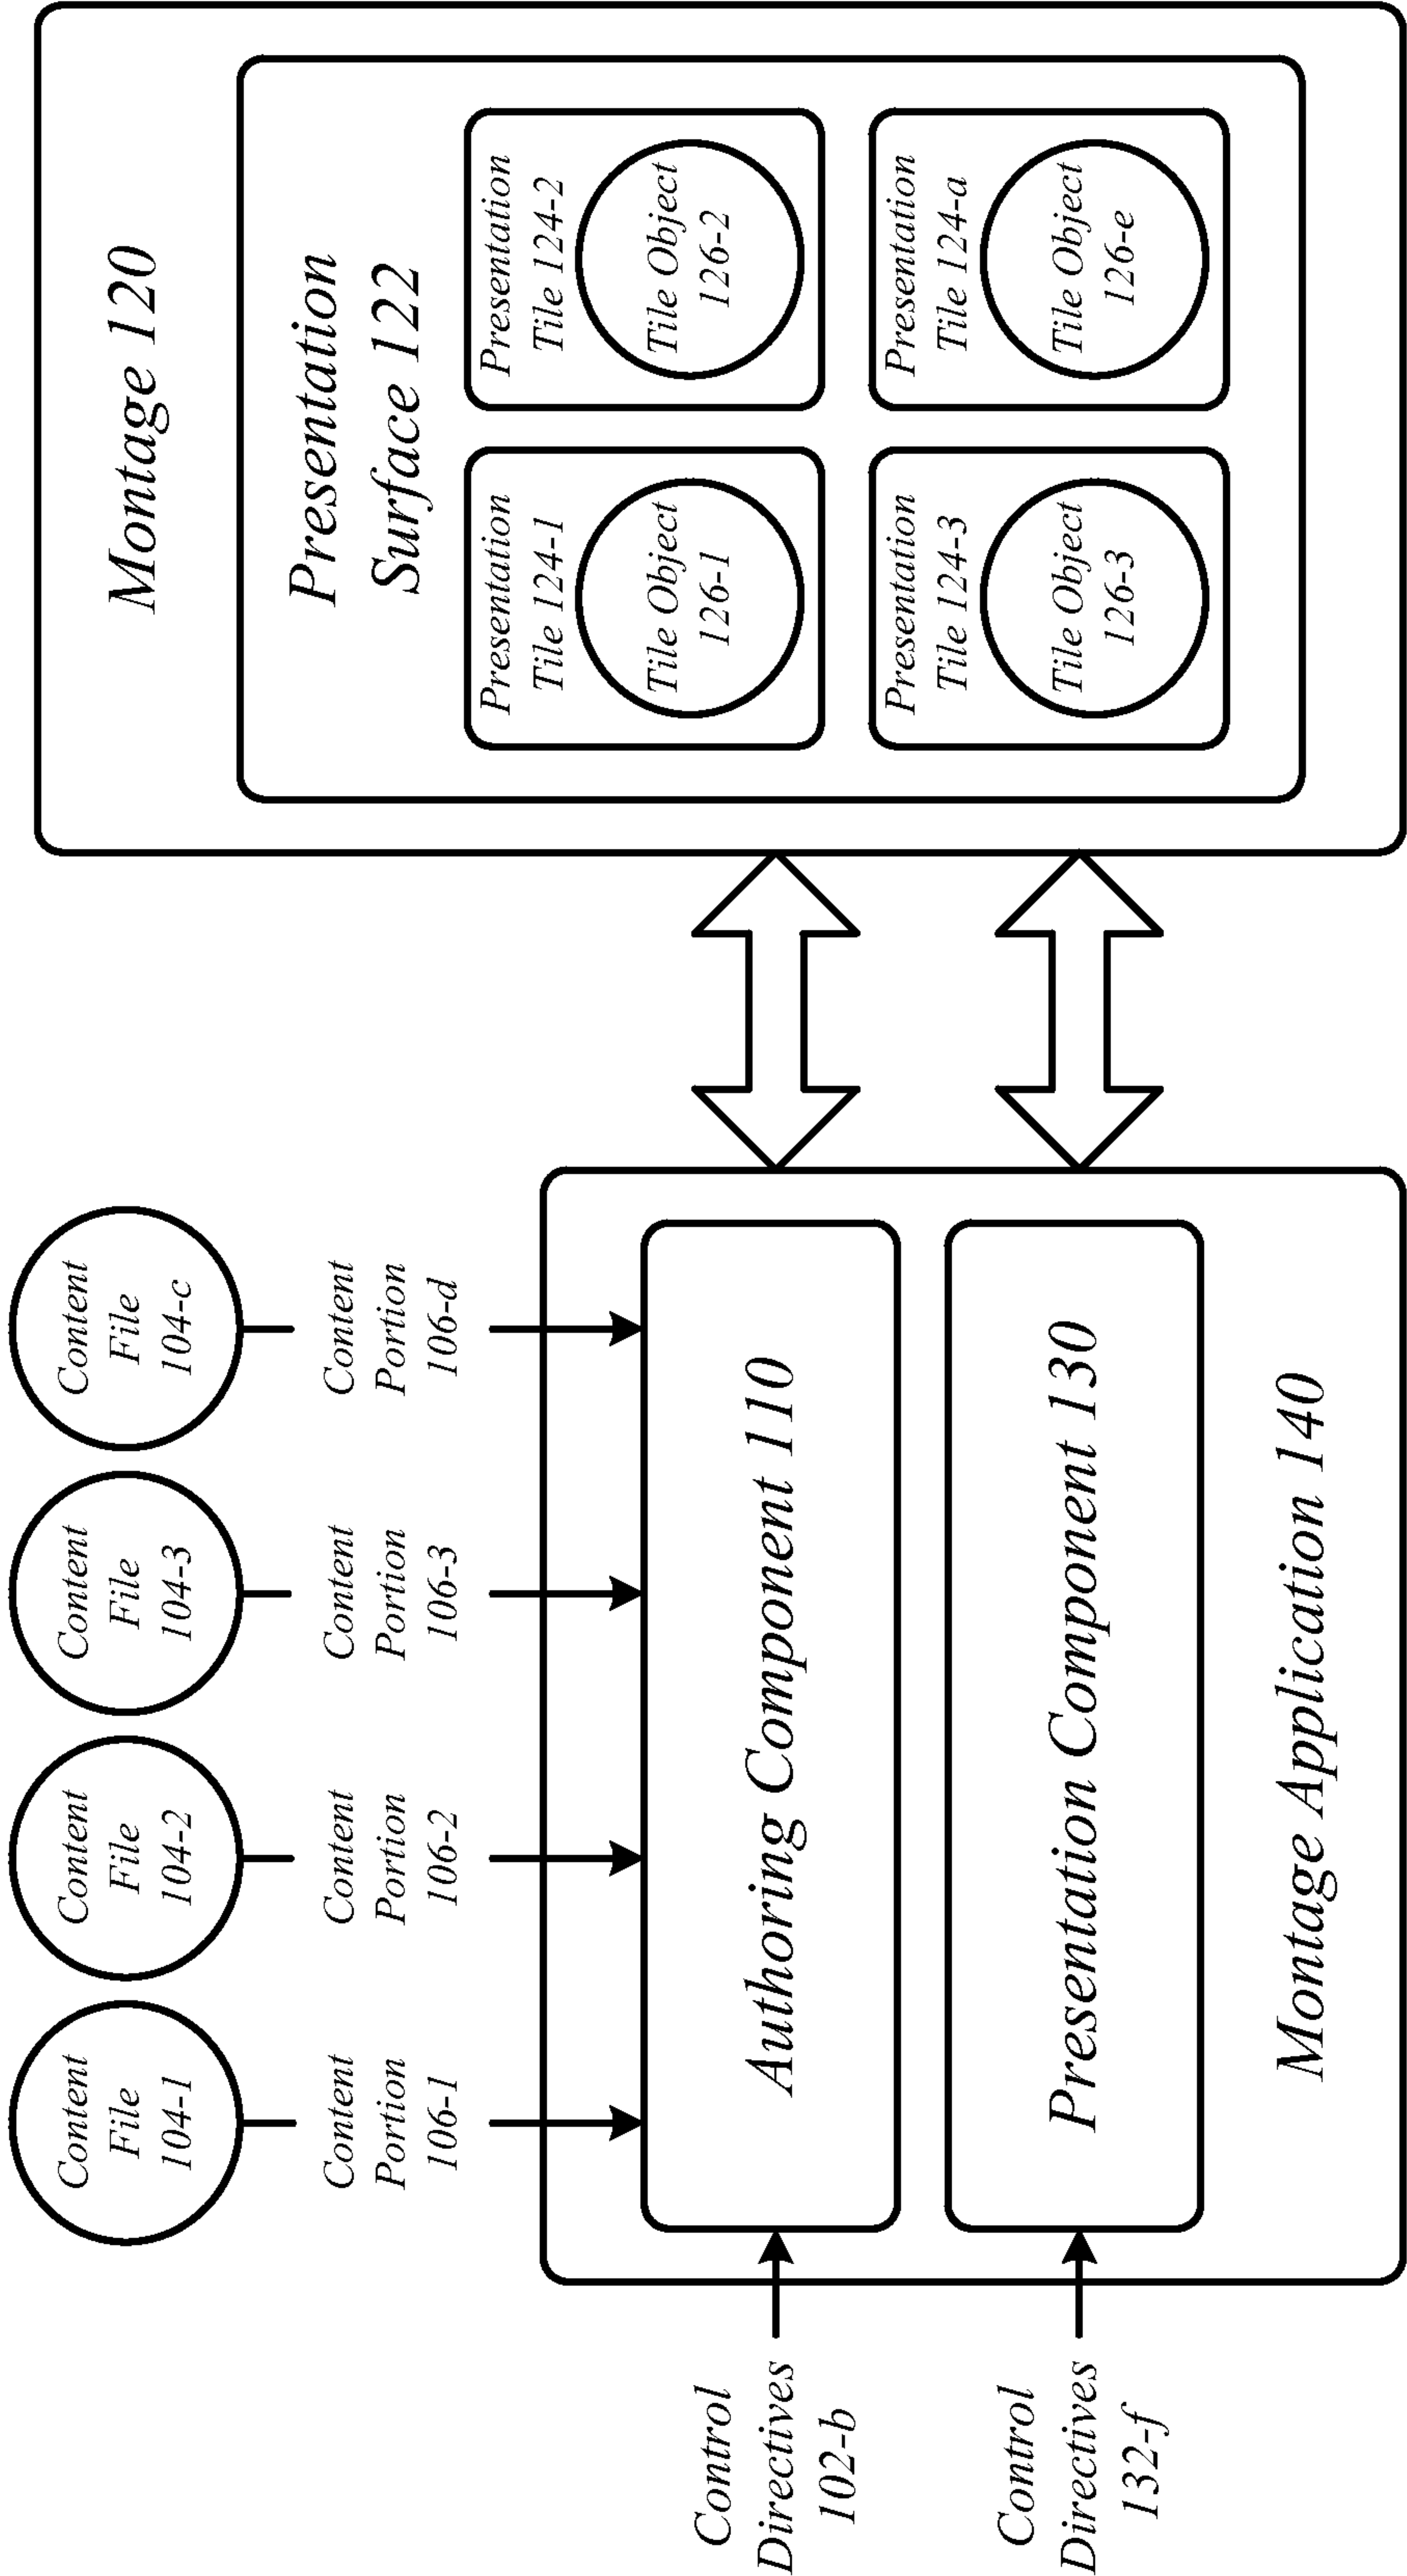 Content
File
104-1
Content
File
104-2
Content
File
104-3
Content
File
104-c
Content
Portion
106-1
Content
Portion
106-2
Content
Portion
106-3
Content
Portion
106-d
Control
Directives
102-b
Control
Directives
132-f
Authoring Component 110
Presentation Component 130
Montage Application 140
Montage 120
Presentation
Surface 122
Presentation
Tile 124-1
Tile Object
126-1
Presentation
Tile 124-2
Tile Object
126-2
Presentation
Tile 124-3
Tile Object
126-3
Presentation
Tile 124-a
Tile Object
126-e